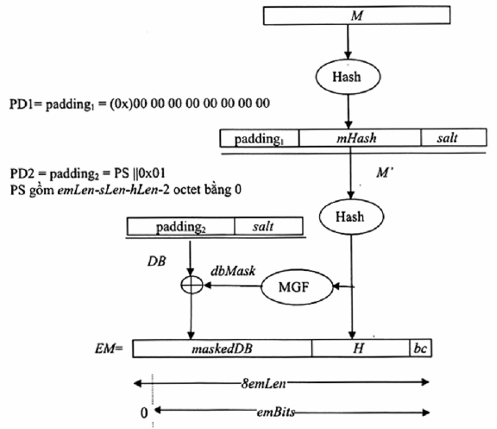 M
Hash
PD1= padding₁ = (0x)00 00 00 00 00 00 00 00
padding₁ mHash salt
PD2 = padding₂ = PS ||0x01
PS gồm emLen-sLen-hLen-2 octet bằng 0
M'
Hash
padding₂ salt
DB
dbMask
MGF
EM= maskedDB H bc
8emLen
0 emBits